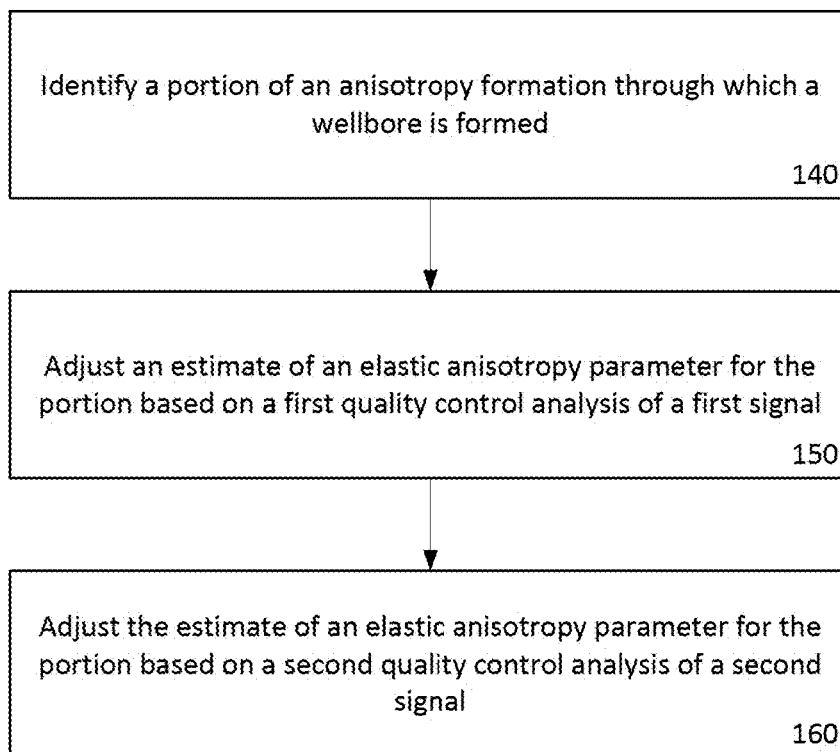 Identify a portion of an anisotropy formation through which a
wellbore is formed
140
Adjust an estimate of an elastic anisotropy parameter for the
portion based on a first quality control analysis of a first signal
150
Adjust the estimate of an elastic anisotropy parameter for the
portion based on a second quality control analysis of a second
signal
160